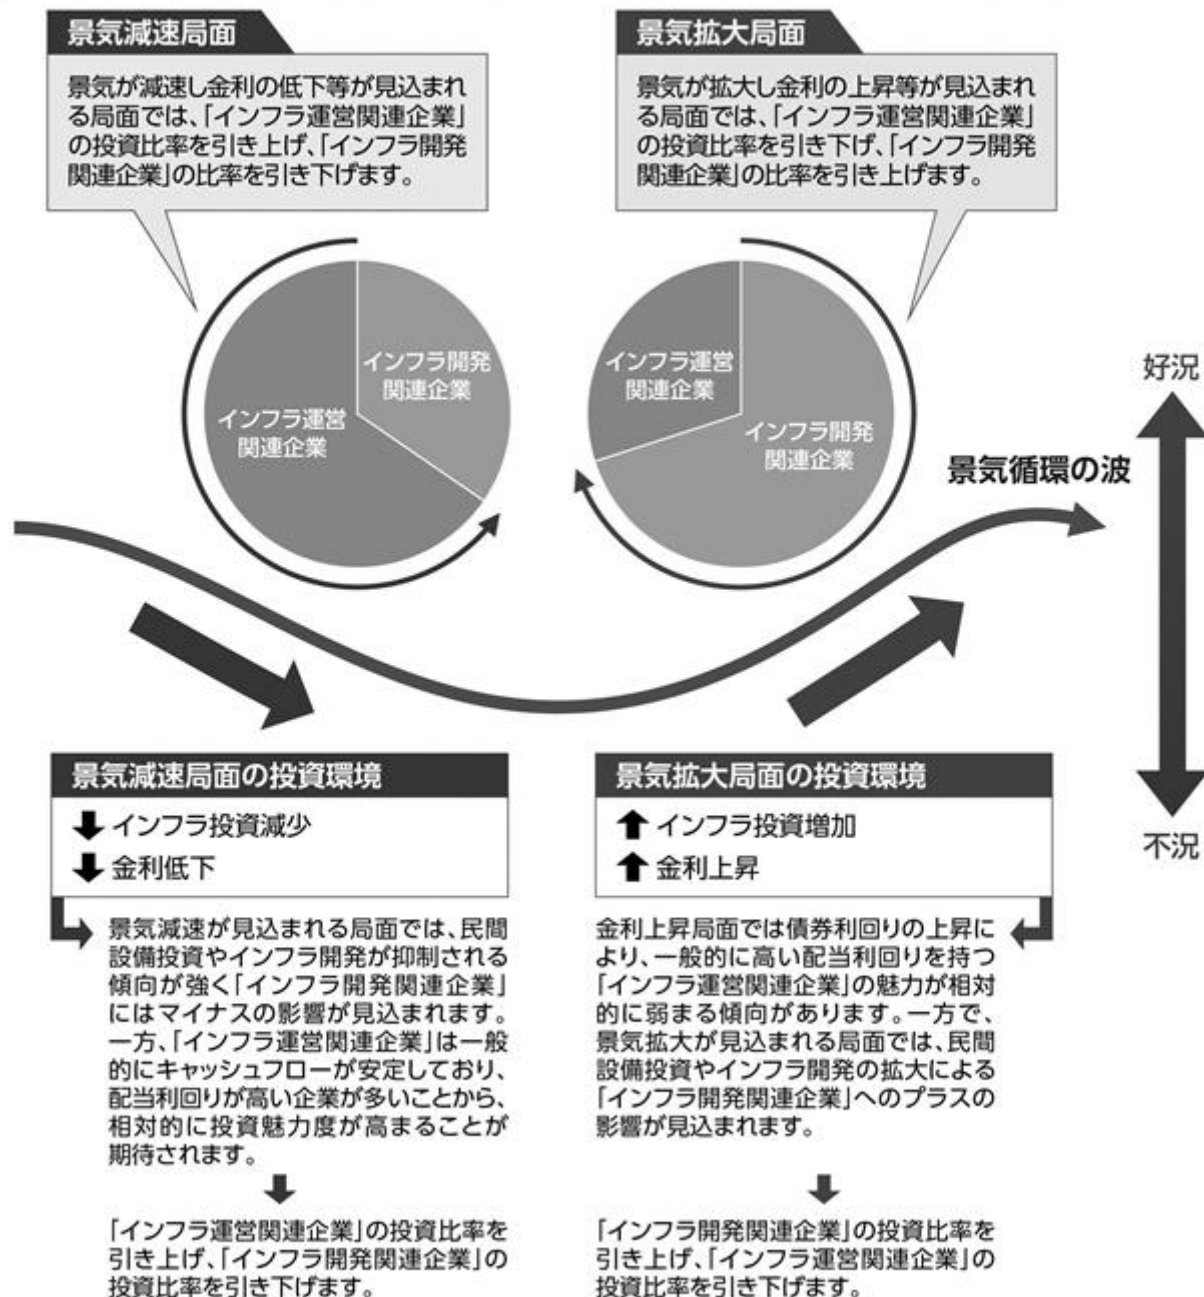 景気減速局面
景気が減速し金利の低下等が見込まれ
る局面では、「インフラ運営関連企業」
の投資比率を引き上げ、「インフラ開発
関連企業」の比率を引き下げます。
景気拡大局面
景気が拡大し金利の上昇等が見込まれ
る局面では、「インフラ運営関連企業」
の投資比率を引き下げ、「インフラ開発
関連企業」の比率を引き上げます。
インフラ開発
関連企業
インフラ運営
関連企業
インフラ運営
関連企業
インフラ開発
関連企業
好況
景気循環の波
不況
景気減速局面の投資環境
インフラ投資減少
金利低下
景気減速が見込まれる局面では、民間
設備投資やインフラ開発が抑制される
傾向が強く「インフラ開発関連企業」
にはマイナスの影響が見込まれます。
一方、「インフラ運営関連企業」は一般
的にキャッシュフローが安定しており、
配当利回りが高い企業が多いことから、
相対的に投資魅力度が高まることが
期待されます。
「インフラ運営関連企業」の投資比率を
引き上げ、「インフラ開発関連企業」の
投資比率を引き下げます。
景気拡大局面の投資環境
インフラ投資増加
金利上昇
金利上昇局面では債券利回りの上昇に
より、一般的に高い配当利回りを持つ
「インフラ運営関連企業」の魅力が相対
的に弱まる傾向があります。一方で、
景気拡大が見込まれる局面では、民間
設備投資やインフラ開発の拡大による
「インフラ開発関連企業」へのプラスの
影響が見込まれます。
「インフラ開発関連企業」の投資比率を
引き上げ、「インフラ運営関連企業」の
投資比率を引き下げます。